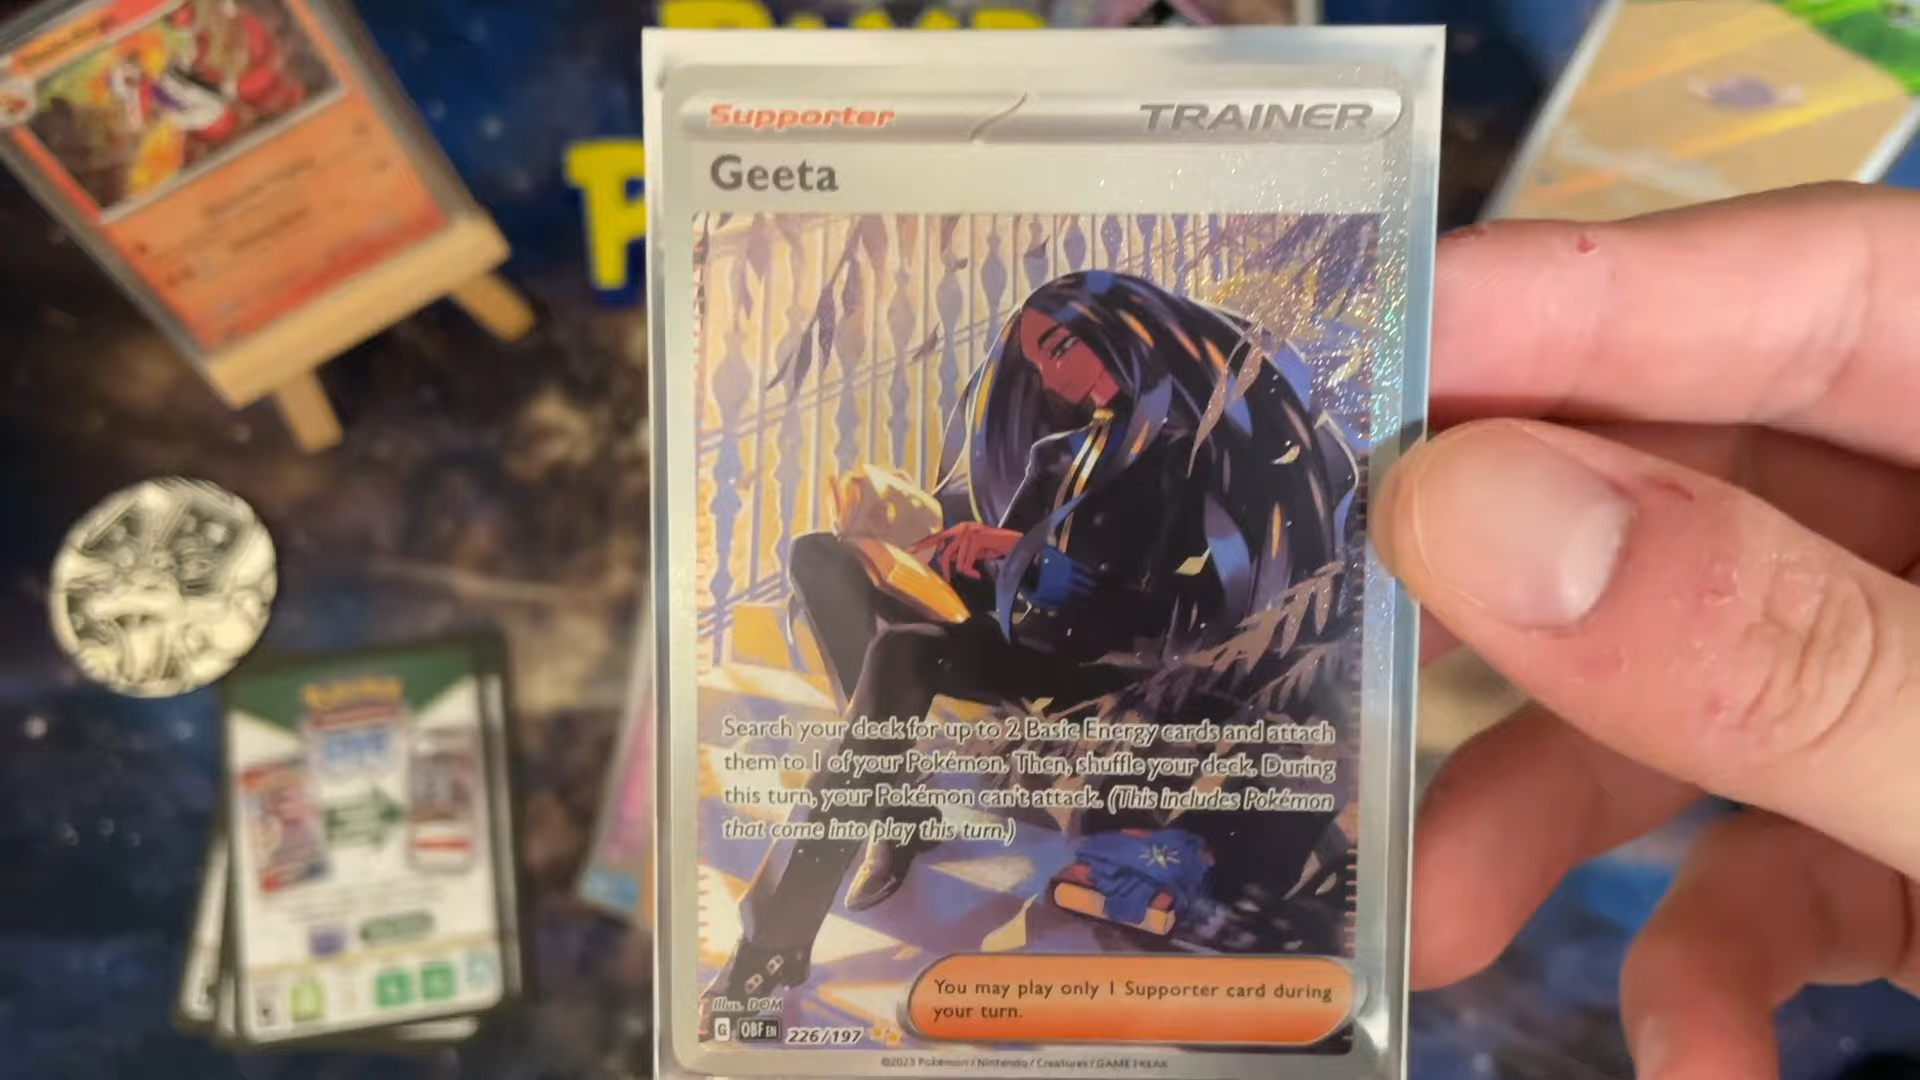 Supporter
TRAINER
Geeta
Search your deck for up to 2 Basic Energy cards and attach
them to 1 of your Pokémon. Then, shuffle your deck. During
this turn, your Pokémon can't attack. (This includes Pokémon
that come into play this turn.)
You may play only 1 Supporter card during
your turn.
Illus. DOM
G OBF EN 226/197
©2023 Pokémon / Nintendo / Creatures / GAME FREAK